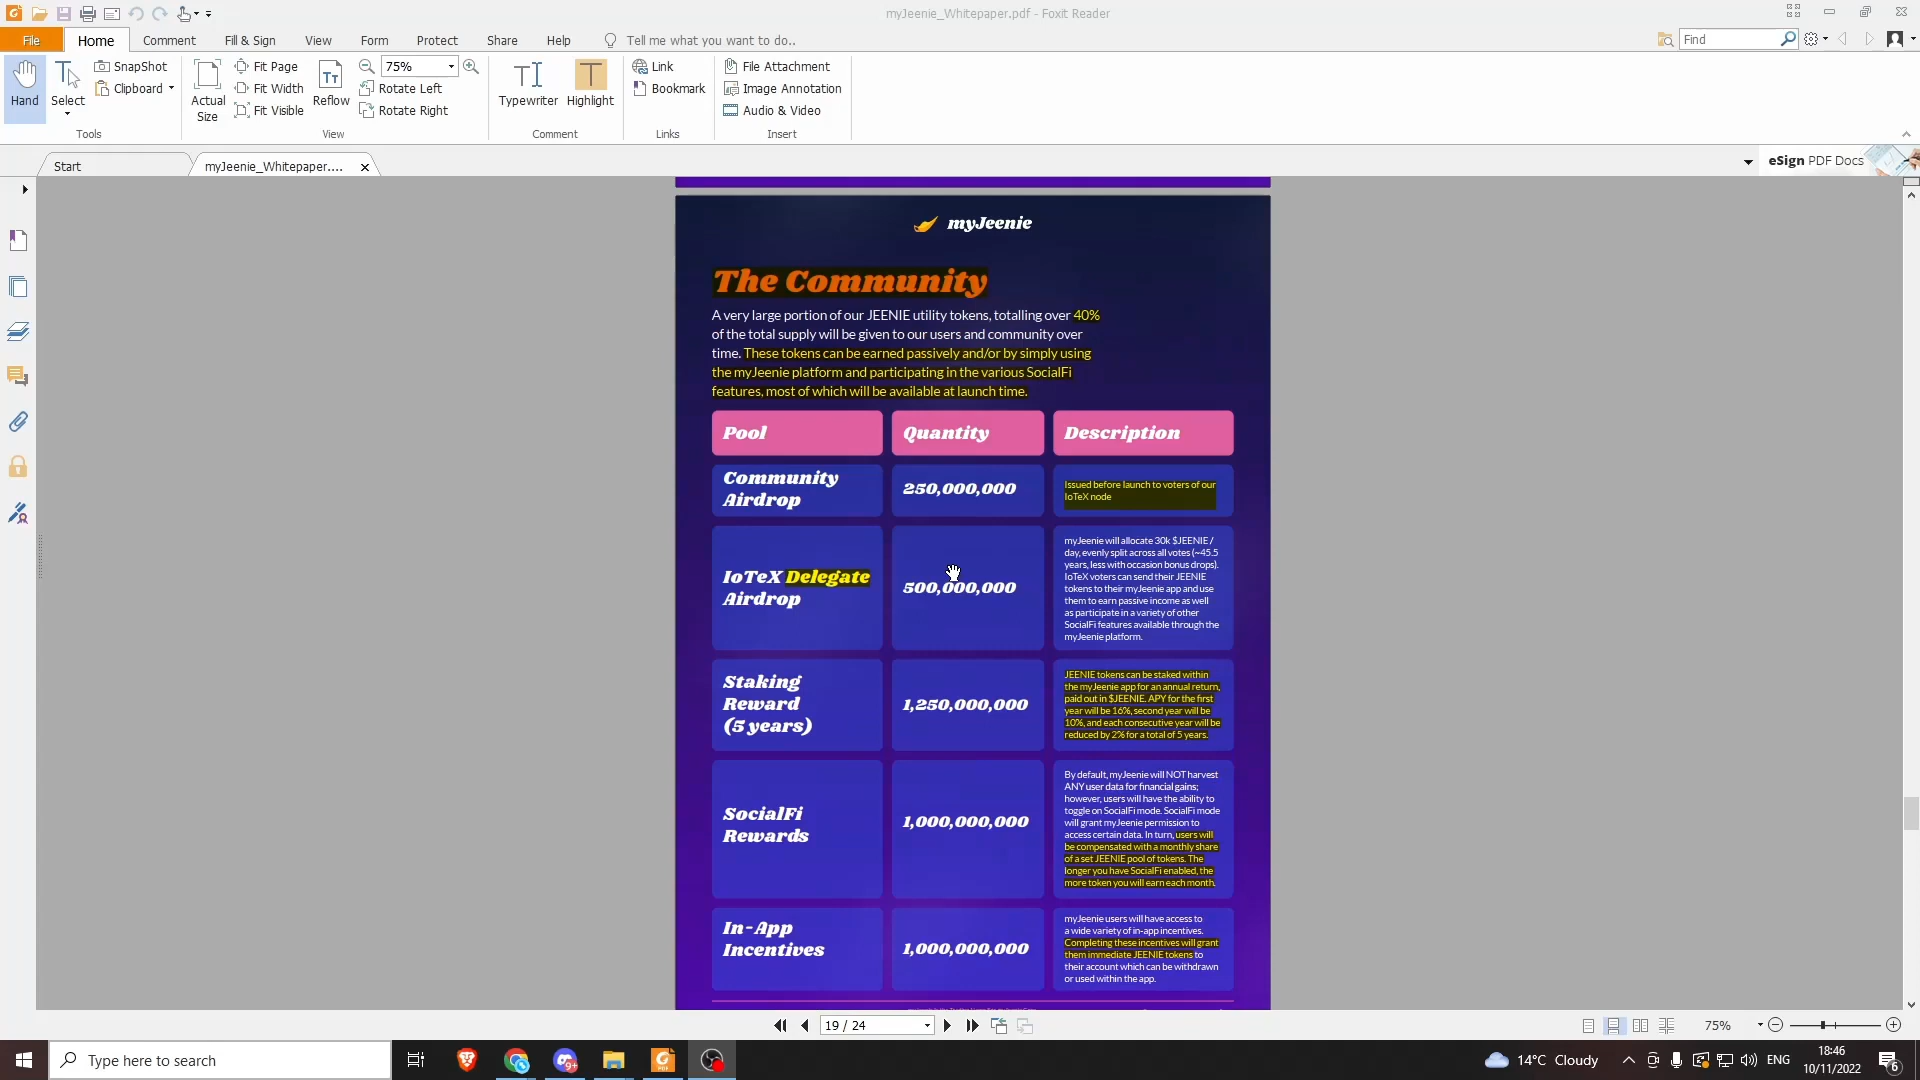 myJeenie_Whitepaper.pdf - Foxit Reader
File
Home
Comment
Fill & Sign
View
Form
Protect
Share
Help
Tell me what you want to do..
Find
Hand
Select
SnapShot
Clipboard
Tools
Actual
Size
Fit Page
Fit Width
Fit Visible
Reflow
75%
Rotate Left
Rotate Right
View
Typewriter
Highlight
Comment
Link
Bookmark
Links
File Attachment
Image Annotation
Audio & Video
Insert
Start
myJeenie_Whitepaper....
eSign PDF Docs
myJeenie
The Community
A very large portion of our JEENIE utility tokens, totalling over 40%
of the total supply will be given to our users and community over
time. These tokens can be earned passively and/or by simply using
the myJeenie platform and participating in the various SocialFi
features, most of which will be available at launch time.
Pool
Quantity
Description
Community
Airdrop
250,000,000
Issued before launch to voters of our
IoTeX node
IoTeX Delegate
Airdrop
500,000,000
myJeenie will allocate 30k $JEENIE /
day, evenly split across all votes (~45.5
years, less with occasion bonus drops).
IoTeX voters can send their JEENIE
tokens to their myJeenie app and use
them to earn passive income as well
as participate in a variety of other
SocialFi features available through the
myJeenie platform.
Staking
Reward
(5 years)
1,250,000,000
JEENIE tokens can be staked within
the myJeenie app for an annual return,
paid out in $JEENIE. APY for the first
year will be 16%, second year will be
10%, and each consecutive year will be
reduced by 2% for a total of 5 years.
SocialFi
Rewards
1,000,000,000
By default, myJeenie will NOT harvest
ANY user data for financial gains;
however, users will have the ability to
toggle on SocialFi mode. SocialFi mode
will grant myJeenie permission to
access certain data. In turn, users will
be compensated with a monthly share
of a set JEENIE pool of tokens. The
longer you have SocialFi enabled, the
more token you will earn each month.
In-App
Incentives
1,000,000,000
myJeenie users will have access to
a wide variety of in-app incentives.
Completing these incentives will grant
them immediate JEENIE tokens to
their account which can be withdrawn
or used within the app.
19 / 24
75%
Type here to search
9+
14°C Cloudy
ENG
18:46
10/11/2022
6